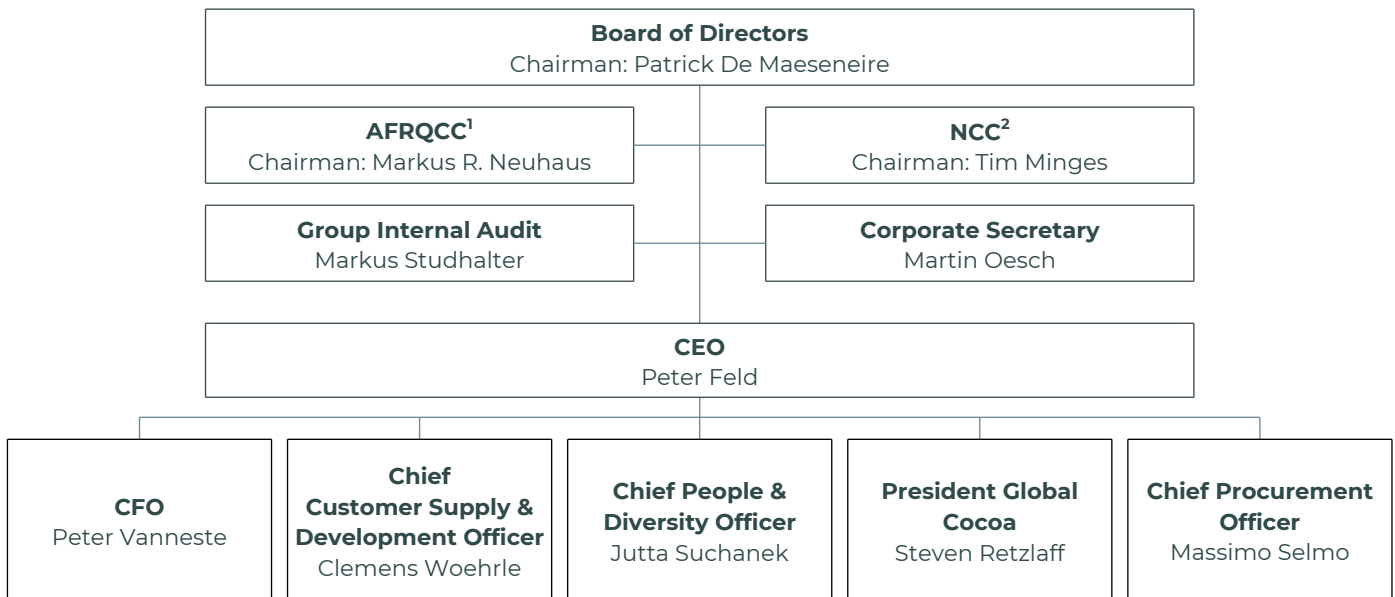 Board of Directors
Chairman: Patrick De Maeseneire
AFRQCC¹
Chairman: Markus R. Neuhaus
NCC²
Chairman: Tim Minges
Group Internal Audit
Markus Studhalter
Corporate Secretary
Martin Oesch
CEO
Peter Feld
CFO
Peter Vanneste
Chief
Customer Supply &
Development Officer
Clemens Woehrle
Chief People &
Diversity Officer
Jutta Suchanek
President Global
Cocoa
Steven Retzlaff
Chief Procurement
Officer
Massimo Selmo